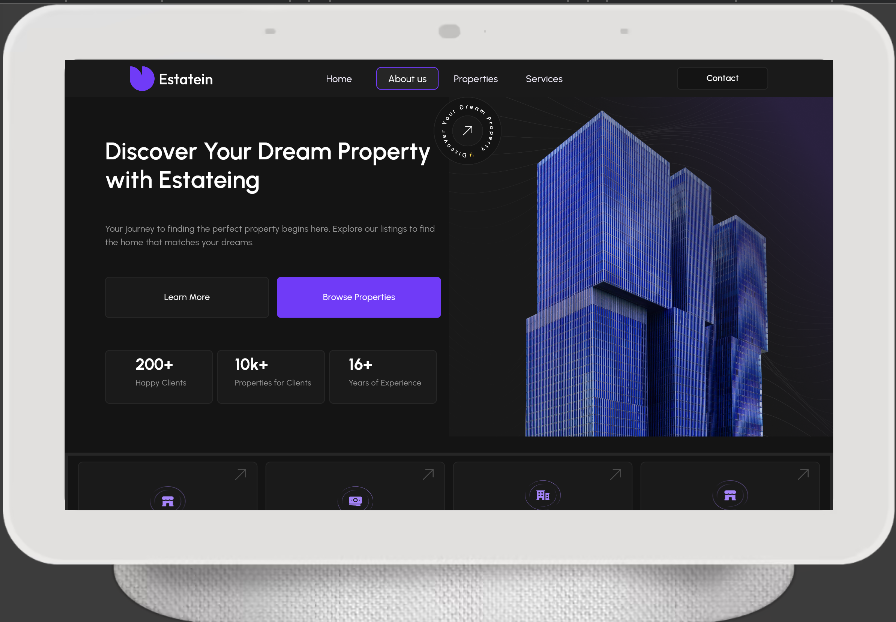 Estatein
Home
About us
Properties
Services
Contact
Discover Your Dream Property
Discover Your Dream Property
with Estateing
Your journey to finding the perfect property begins here. Explore our listings to find
the home that matches your dreams.
Learn More
Browse Properties
200+
Happy Clients
10k+
Properties for Clients
16+
Years of Experience